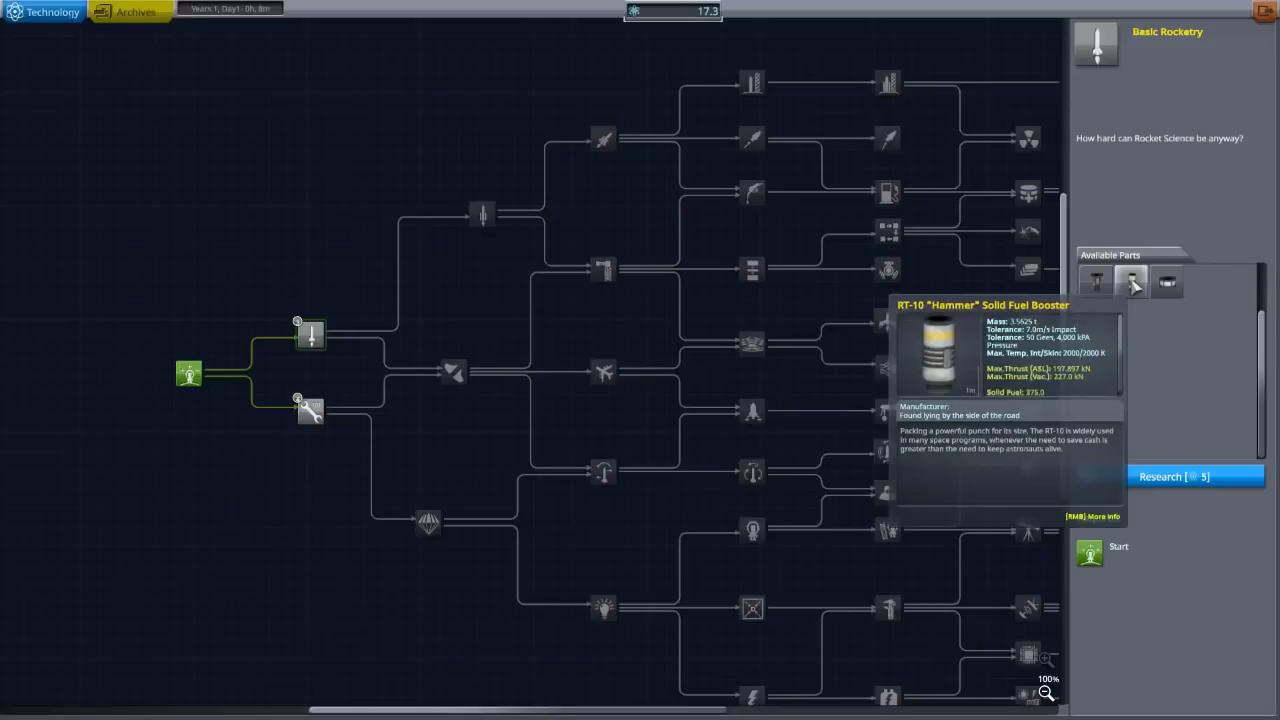 Technology
Archives
Years 1, Day1- 0h, 8m
17.3
Basic Rocketry
How hard can Rocket Science be anyway?
Available Parts
RT-10 "Hammer" Solid Fuel Booster
Mass: 3.5625 t
Tolerance: 7.0m/s Impact
Tolerance: 50 Gees, 4,000 kPA
Pressure
Max. Temp. Int/Skin: 2000/2000 K
Max.Thrust (ASL): 197.897 kN
Max.Thrust (Vac.): 227.0 kN
Solid Fuel: 375.0
1m
Manufacturer:
Found lying by the side of the road
Packing a powerful punch for its size, The RT-10 is widely used
in many space programs, whenever the need to save cash is
greater than the need to keep astronauts alive.
[RMB] More Info
Research [ 5]
Start
100%